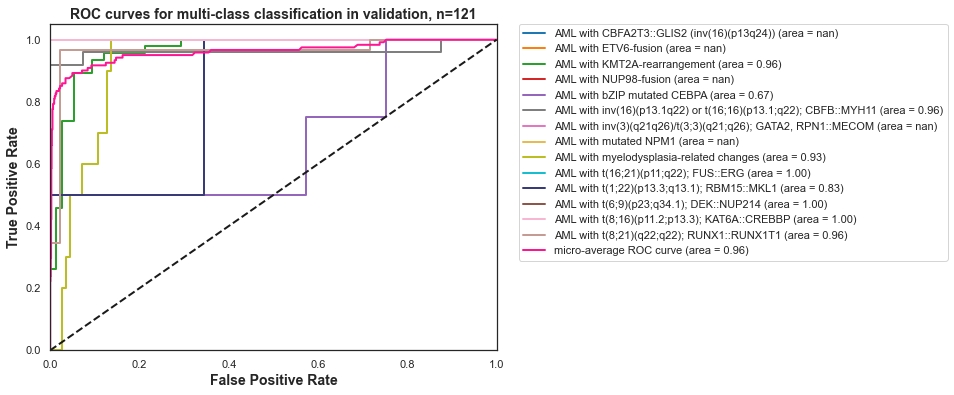 ROC curves for multi-class classification in validation, n=121
True Positive Rate
1.0
0.8
0.6
0.4
0.2
0.0
0.0
0.2
0.4
0.6
0.8
1.0
False Positive Rate
AML with CBFA2T3::GLIS2 (inv(16)(p13q24)) (area = nan)
AML with ETV6-fusion (area = nan)
AML with KMT2A-rearrangement (area = 0.96)
AML with NUP98-fusion (area = nan)
AML with bZIP mutated CEBPA (area = 0.67)
AML with inv(16)(p13.1q22) or t(16;16)(p13.1;q22); CBFB::MYH11 (area = 0.96)
AML with inv(3)(q21q26)/t(3;3)(q21;q26); GATA2, RPN1::MECOM (area = nan)
AML with mutated NPM1 (area = nan)
AML with myelodysplasia-related changes (area = 0.93)
AML with t(16;21)(p11;q22); FUS::ERG (area = 1.00)
AML with t(1;22)(p13.3;q13.1); RBM15::MKL1 (area = 0.83)
AML with t(6;9)(p23;q34.1); DEK::NUP214 (area = 1.00)
AML with t(8;16)(p11.2;p13.3); KAT6A::CREBBP (area = 1.00)
AML with t(8;21)(q22;q22); RUNX1::RUNX1T1 (area = 0.96)
micro-average ROC curve (area = 0.96)